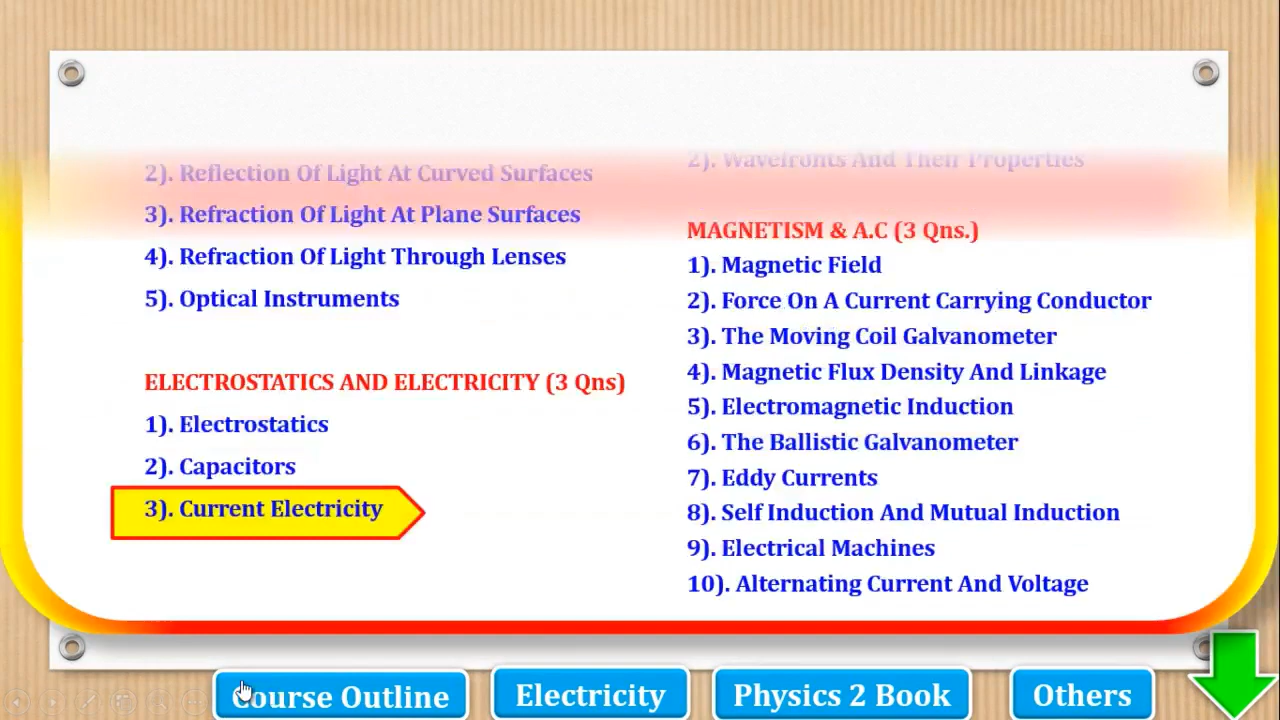 2). Reflection Of Light At Curved Surfaces
3). Refraction Of Light At Plane Surfaces
4). Refraction Of Light Through Lenses
5). Optical Instruments
ELECTROSTATICS AND ELECTRICITY (3 Qns)
1). Electrostatics
2). Capacitors
3). Current Electricity
2). Wavefronts And Their Properties
MAGNETISM & A.C (3 Qns.)
1). Magnetic Field
2). Force On A Current Carrying Conductor
3). The Moving Coil Galvanometer
4). Magnetic Flux Density And Linkage
5). Electromagnetic Induction
6). The Ballistic Galvanometer
7). Eddy Currents
8). Self Induction And Mutual Induction
9). Electrical Machines
10). Alternating Current And Voltage
Course Outline
Electricity
Physics 2 Book
Others